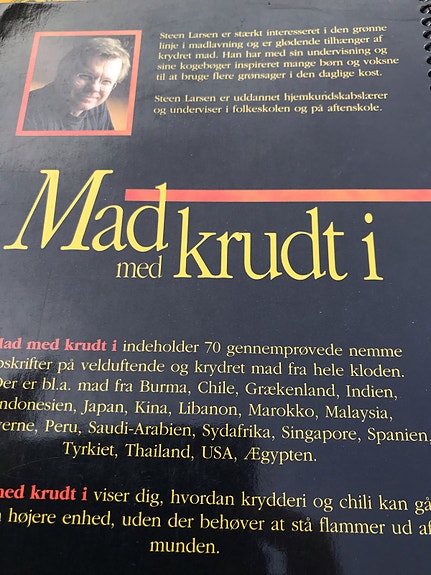 Steen Larsen er stærkt interesseret i den grønne
linje i madlavning og er glødende tilhænger af
krydret mad. Han har med sin undervisning og
sine kogebøger inspireret mange børn og voksne
til at bruge flere grønsager i den daglige kost.
Steen Larsen er uddannet hjemkundskabslærer
og underviser i folkeskolen og på aftenskole.
Mad
med krudt i
Mad med krudt i indeholder 70 gennemprøvede nemme
opskrifter på velduftende og krydret mad fra hele kloden.
Der er bl.a. mad fra Burma, Chile, Grækenland, Indien,
Indonesien, Japan, Kina, Libanon, Marokko, Malaysia,
erne, Peru, Saudi-Arabien, Sydafrika, Singapore, Spanien,
Tyrkiet, Thailand, USA, Ægypten.
med krudt i viser dig, hvordan krydderi og chili kan gå
højere enhed, uden der behøver at stå flammer ud af
munden.